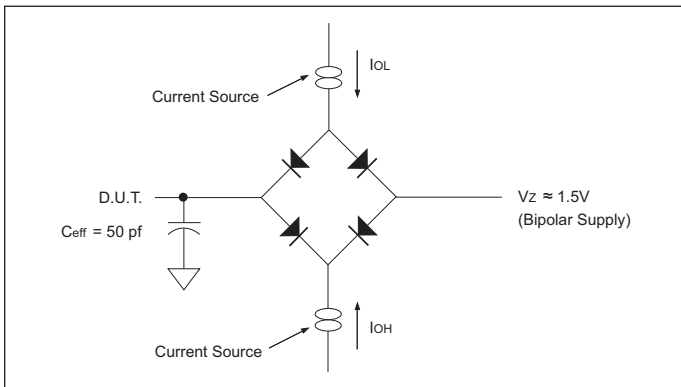 IOL
Current Source
D.U.T.
Ceff = 50 pf
VZ ≈ 1.5V
(Bipolar Supply)
IOH
Current Source